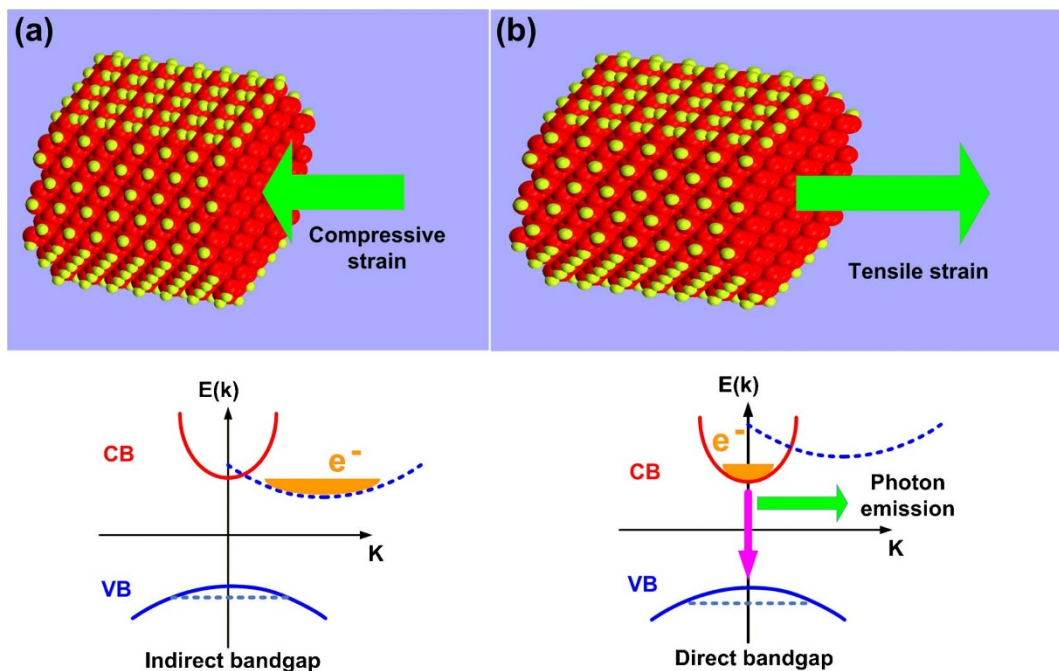 (a)
Compressive
strain
(b)
Tensile strain
E(k)
CB
e-
K
VB
Indirect bandgap
E(k)
e-
CB
Photon
emission
K
VB
Direct bandgap